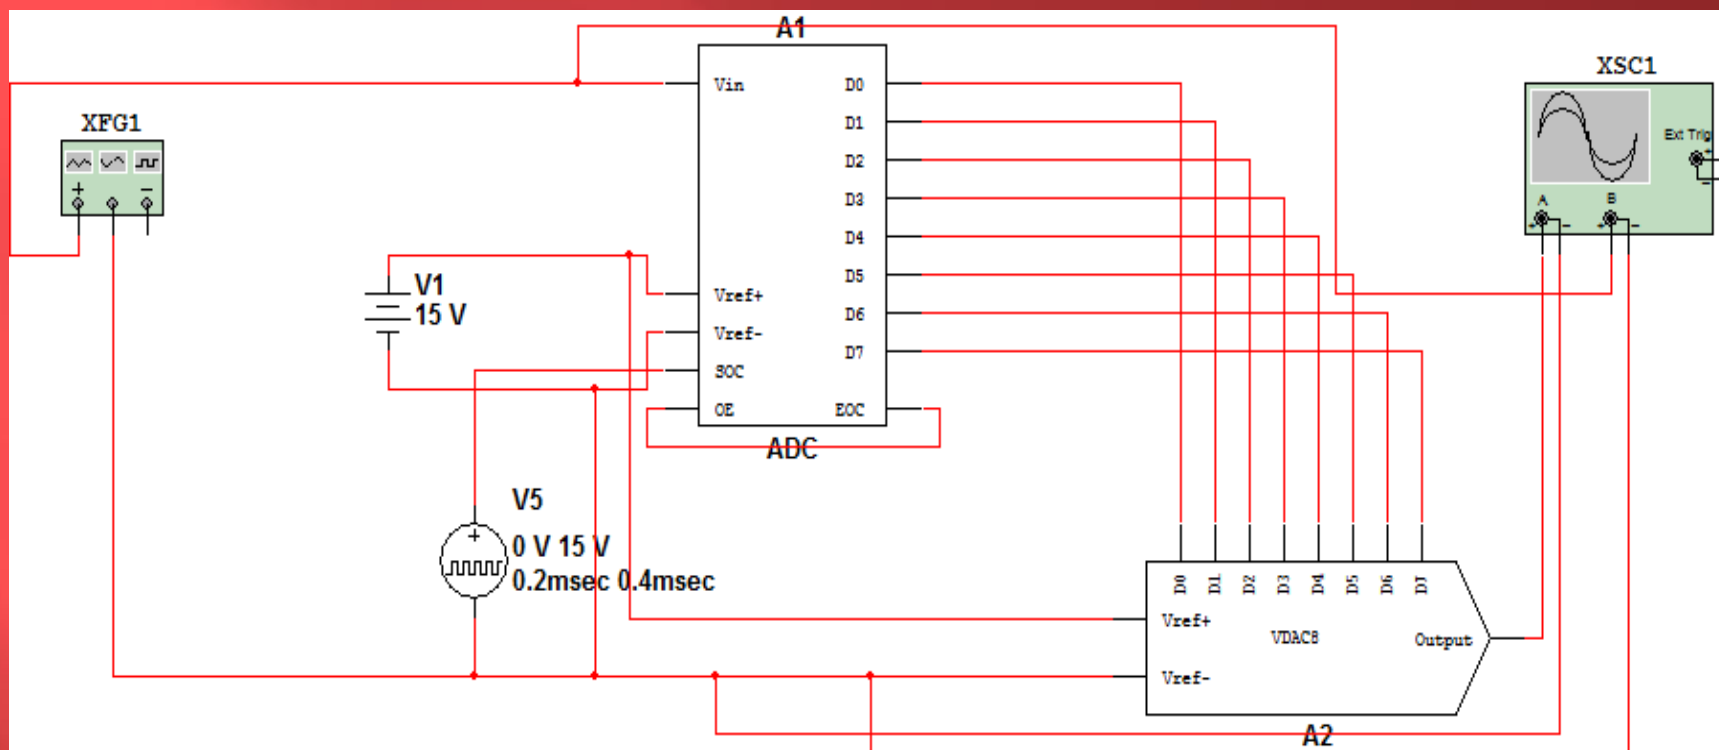 A1
XSC1
XFG1
Vin
D0
D1
D2
D3
D4
D5
D6
D7
Ext Trig
+
-
A
B
+ -
+ -
+ -
V1
15 V
Vref+
Vref-
SOC
OE
EOC
ADC
V5
+
0 V 15 V
0.2msec 0.4msec
D0 D1 D2 D3 D4 D5 D6 D7
Vref+
VDAC8
Output
Vref-
A2